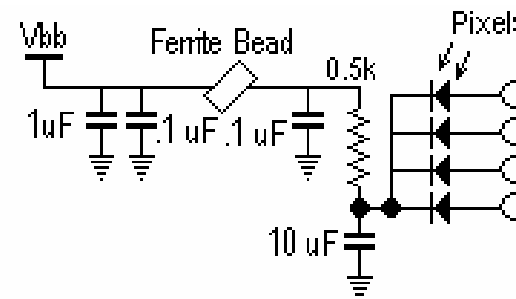 Pixels
Vbb
Ferrite Bead
0.5k
1uF
.1 uF
.1 uF
10 uF